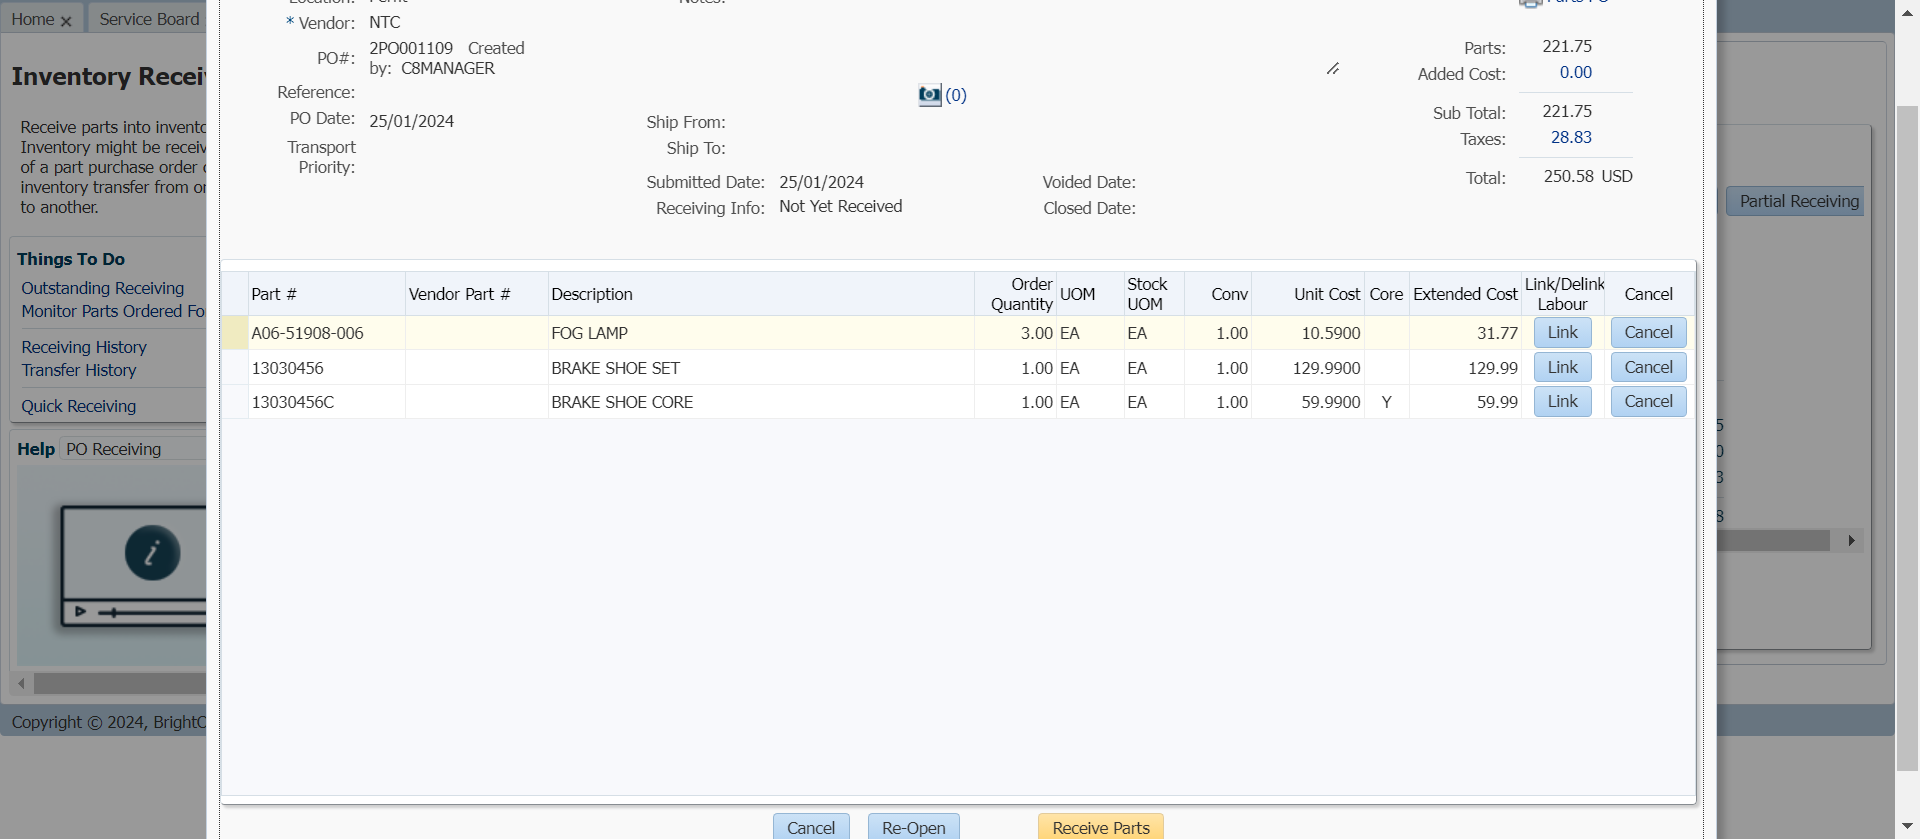 Home
Service Board
Inventory Recei
Receive parts into invento
Inventory might be receiv
of a part purchase order o
inventory transfer from or
to another.
Things To Do
Outstanding Receiving
Monitor Parts Ordered Fo
Receiving History
Transfer History
Quick Receiving
Help PO Receiving
Copyright © 2024, BrightO
* Vendor: NTC
PO#: 2PO001109 Created
by: C8MANAGER
Reference:
PO Date: 25/01/2024
Transport
Priority:
(0)
Ship From:
Ship To:
Submitted Date: 25/01/2024
Receiving Info: Not Yet Received
Voided Date:
Closed Date:
Parts: 221.75
Added Cost: 0.00
Sub Total: 221.75
Taxes: 28.83
Total: 250.58 USD
Partial Receiving
Part # Vendor Part # Description Order Quantity UOM Stock UOM Conv Unit Cost Core Extended Cost Link/Delink Labour Cancel
A06-51908-006 FOG LAMP 3.00 EA EA 1.00 10.5900 31.77 Link Cancel
13030456 BRAKE SHOE SET 1.00 EA EA 1.00 129.9900 129.99 Link Cancel
13030456C BRAKE SHOE CORE 1.00 EA EA 1.00 59.9900 Y 59.99 Link Cancel
5
0
3
8
Cancel Re-Open Receive Parts